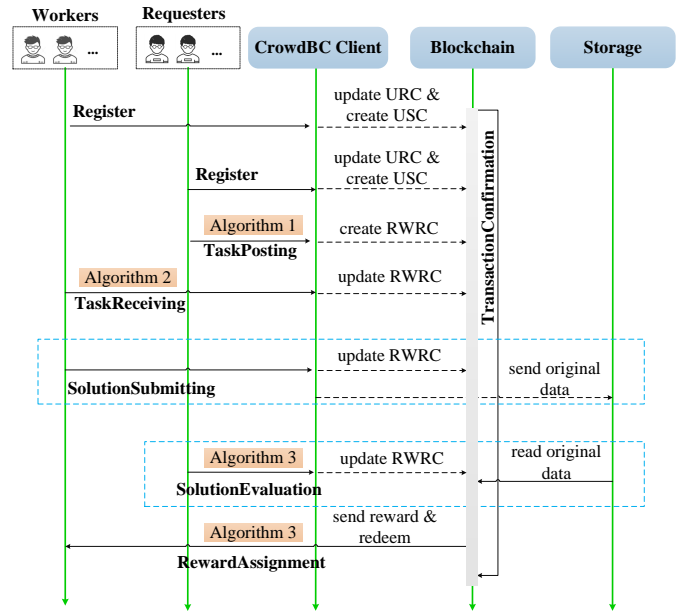 Workers
Requesters
...
...
CrowdBC Client
Blockchain
Storage
Register
update URC &
create USC
Register
update URC &
create USC
TransactionConfirmation
Algorithm 1
TaskPosting
create RWRC
Algorithm 2
TaskReceiving
update RWRC
SolutionSubmitting
update RWRC
send original
data
Algorithm 3
SolutionEvaluation
update RWRC
read original
data
Algorithm 3
RewardAssignment
send reward &
redeem